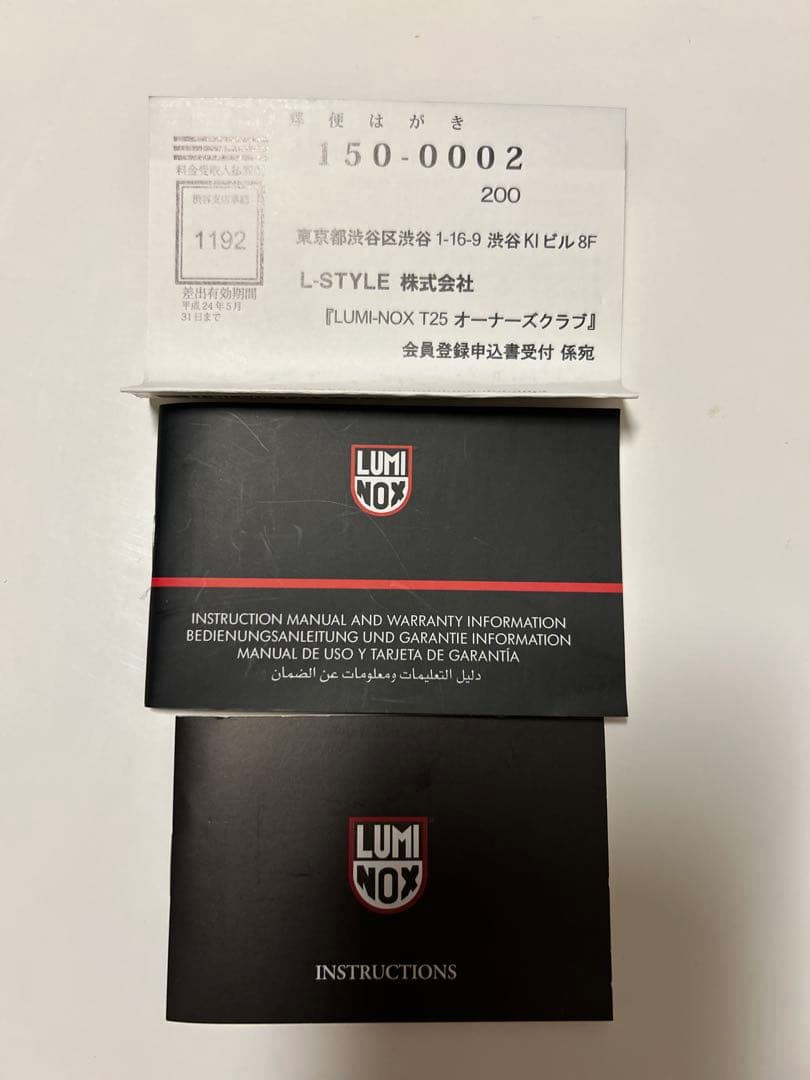 郵便はがき
150-0002
200
料金受取人払郵便
渋谷支店承認
1192
差出有効期間
平成24年5月
31日まで
東京都渋谷区渋谷1-16-9 渋谷KIビル8F
L-STYLE 株式会社
『LUMI-NOX T25 オーナーズクラブ』
会員登録申込書受付 係宛
LUMI
NOX
INSTRUCTION MANUAL AND WARRANTY INFORMATION
BEDIENUNGSANLEITUNG UND GARANTIE INFORMATION
MANUAL DE USO Y TARJETA DE GARANTÍA
دليل التعليمات ومعلومات عن الضمان
LUMI
NOX
INSTRUCTIONS